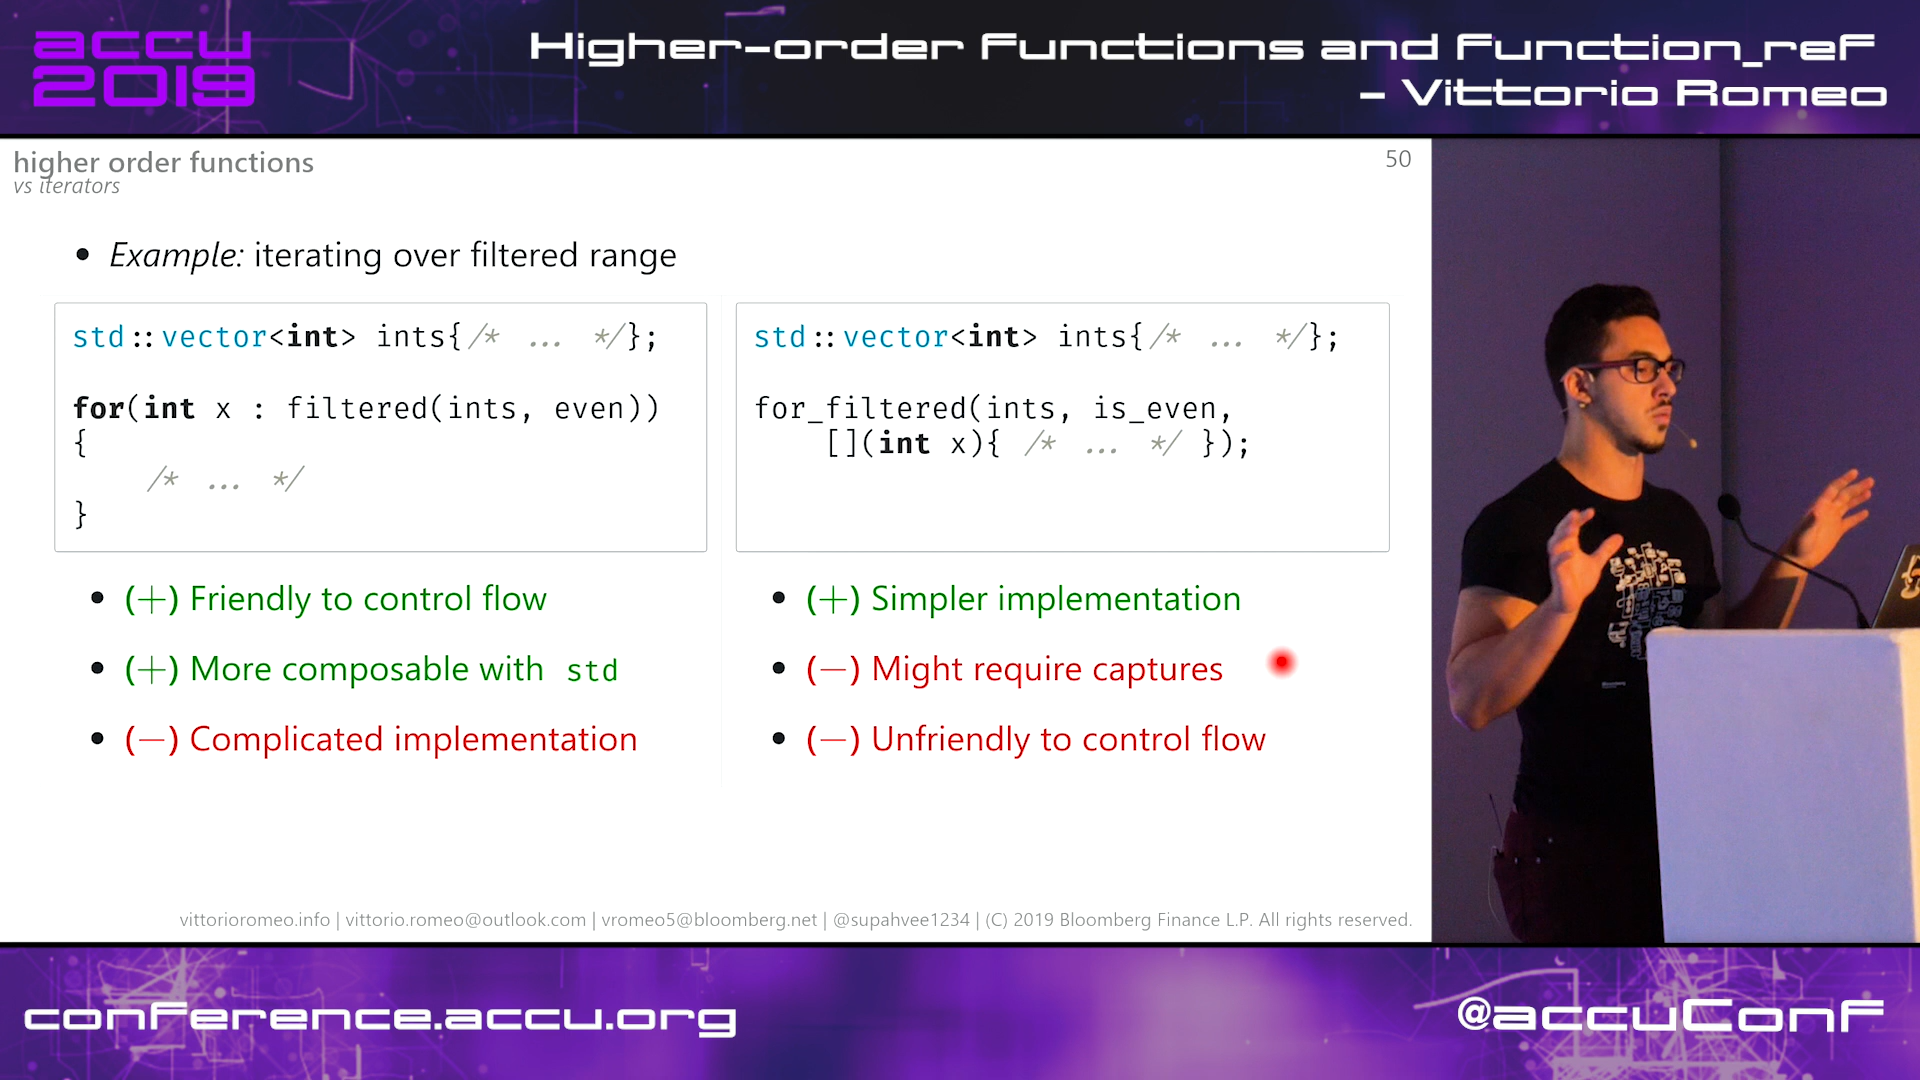 accu
2019
Higher-order Functions and Function_ref
- Vittorio Romeo
higher order functions
vs iterators
50
• Example: iterating over filtered range
std::vector<int> ints{/* ... */};
for(int x : filtered(ints, even))
{
/* ... */
}
std::vector<int> ints{/* ... */};
for_filtered(ints, is_even,
[](int x){ /* ... */ });
• (+) Friendly to control flow
• (+) More composable with std
• (−) Complicated implementation
• (+) Simpler implementation
• (−) Might require captures
• (−) Unfriendly to control flow
vittorioromeo.info | vittorio.romeo@outlook.com | vromeo5@bloomberg.net | @supahvee1234 | (C) 2019 Bloomberg Finance L.P. All rights reserved.
conference.accu.org
@accuConf